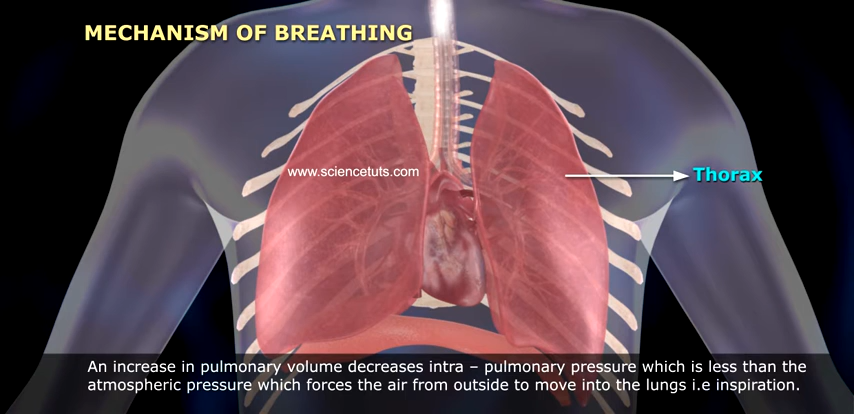 MECHANISM OF BREATHING
www.sciencetuts.com
Thorax
An increase in pulmonary volume decreases intra – pulmonary pressure which is less than the
atmospheric pressure which forces the air from outside to move into the lungs i.e inspiration.